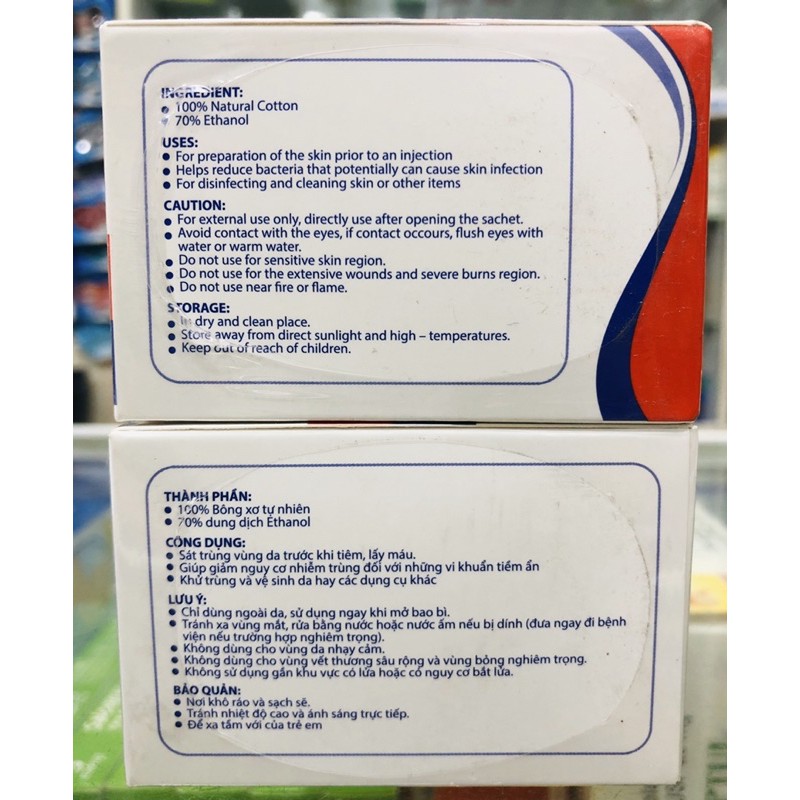 INGREDIENT:
● 100% Natural Cotton
● 70% Ethanol
USES:
● For preparation of the skin prior to an injection
● Helps reduce bacteria that potentially can cause skin infection
● For disinfecting and cleaning skin or other items
CAUTION:
● For external use only, directly use after opening the sachet.
● Avoid contact with the eyes, if contact occours, flush eyes with
water or warm water.
● Do not use for sensitive skin region.
● Do not use for the extensive wounds and severe burns region.
● Do not use near fire or flame.
STORAGE:
● In dry and clean place.
● Store away from direct sunlight and high – temperatures.
● Keep out of reach of children.
THÀNH PHẦN:
● 100% Bông xơ tự nhiên
● 70% dung dịch Ethanol
CÔNG DỤNG:
● Sát trùng vùng da trước khi tiêm, lấy máu.
● Giúp giảm nguy cơ nhiễm trùng đối với những vi khuẩn tiềm ẩn
● Khử trùng và vệ sinh da hay các dụng cụ khác
LƯU Ý:
● Chỉ dùng ngoài da, sử dụng ngay khi mở bao bì.
● Tránh xa vùng mắt, rửa bằng nước hoặc nước ấm nếu bị dính (đưa ngay đi bệnh
viện nếu trường hợp nghiêm trọng).
● Không dùng cho vùng da nhạy cảm.
● Không dùng cho vùng vết thương sâu rộng và vùng bỏng nghiêm trọng.
● Không sử dụng gần khu vực có lửa hoặc có nguy cơ bắt lửa.
BẢO QUẢN:
● Nơi khô ráo và sạch sẽ.
● Tránh nhiệt độ cao và ánh sáng trực tiếp.
● Để xa tầm với của trẻ em